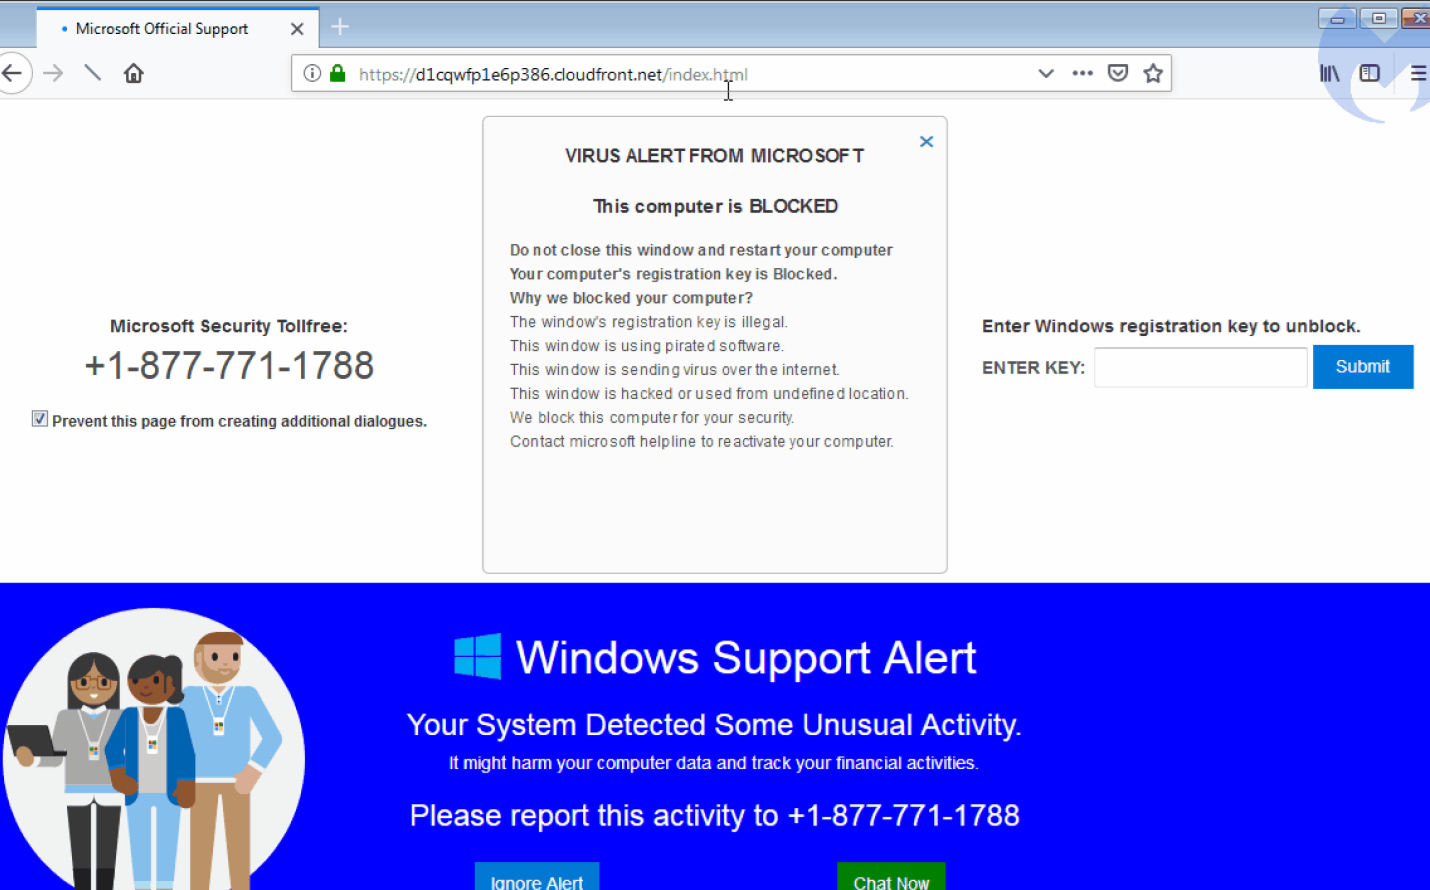 Microsoft Official Support
https://d1cqwfp1e6p386.cloudfront.net/index.html
VIRUS ALERT FROM MICROSOFT
This computer is BLOCKED
Do not close this window and restart your computer
Your computer's registration key is Blocked.
Why we blocked your computer?
The window's registration key is illegal.
This window is using pirated software.
This window is sending virus over the internet.
This window is hacked or used from undefined location.
We block this computer for your security.
Contact microsoft helpline to reactivate your computer.
Microsoft Security Tollfree:
+1-877-771-1788
Prevent this page from creating additional dialogues.
Enter Windows registration key to unblock.
ENTER KEY:
Submit
Windows Support Alert
Your System Detected Some Unusual Activity.
It might harm your computer data and track your financial activities.
Please report this activity to +1-877-771-1788
Ignore Alert
Chat Now